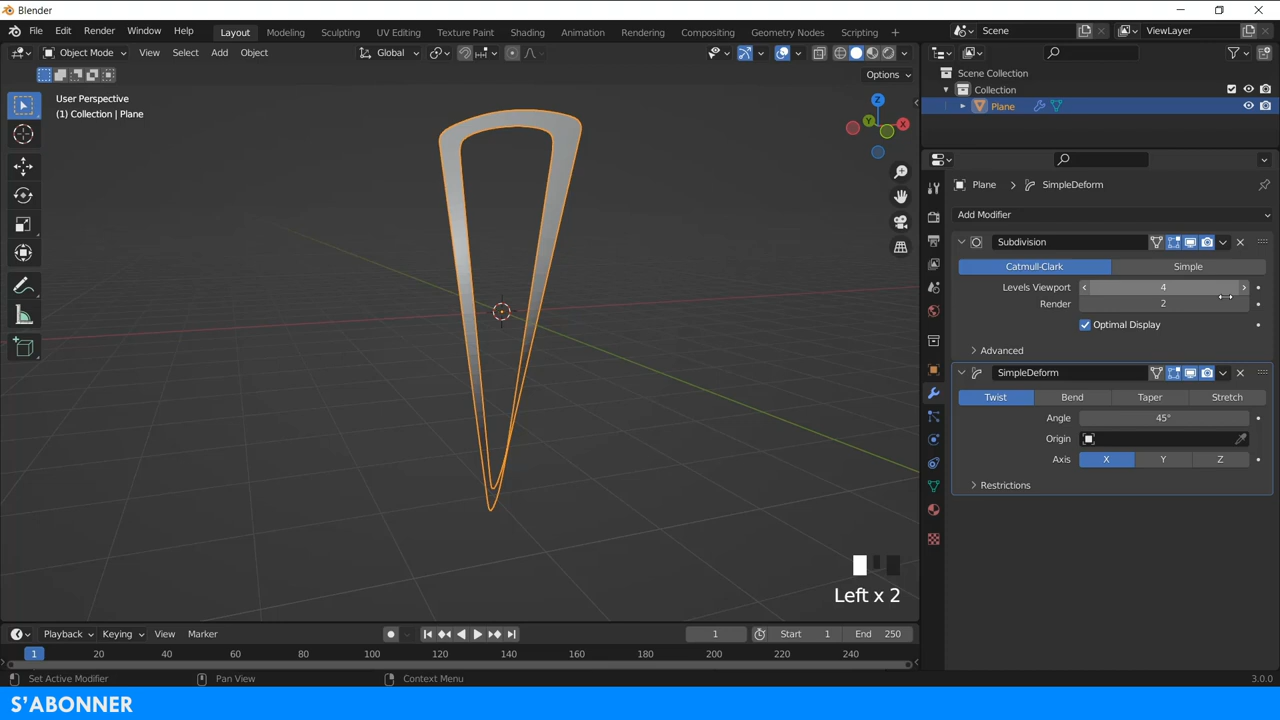 Blender
File Edit Render Window Help Layout Modeling Sculpting UV Editing Texture Paint Shading Animation Rendering Compositing Geometry Nodes Scripting + Scene ViewLayer
Object Mode View Select Add Object Global
Options
User Perspective
(1) Collection | Plane
Z
Y
X
Scene Collection
Collection
Plane
Plane > SimpleDeform
Add Modifier
Subdivision
Catmull-Clark Simple
Levels Viewport 4
Render 2
Optimal Display
Advanced
SimpleDeform
Twist Bend Taper Stretch
Angle 45°
Origin
Axis X Y Z
Restrictions
Left x 2
Playback Keying View Marker 1 Start 1 End 250
1 20 40 60 80 100 120 140 160 180 200 220 240
Set Active Modifier Pan View Context Menu 3.0.0
S'ABONNER